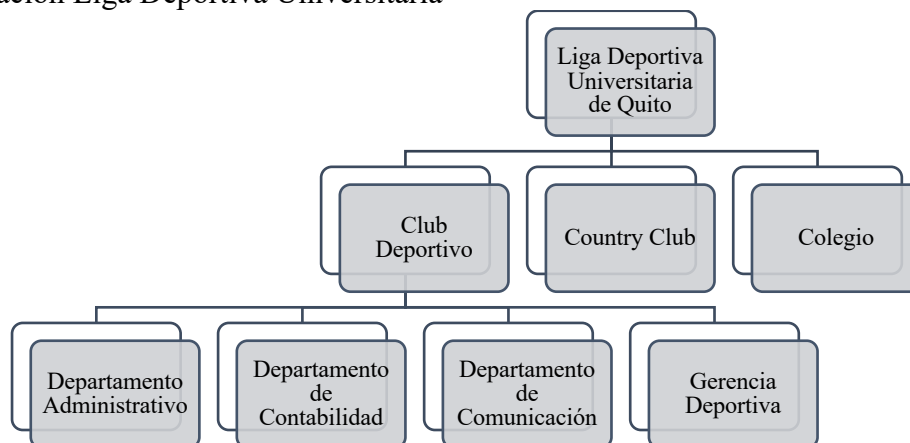 Liga Deportiva Universitaria
Liga Deportiva
Universitaria
de Quito
Club
Deportivo
Country Club
Colegio
Departamento
Administrativo
Departamento
de
Contabilidad
Departamento
de
Comunicación
Gerencia
Deportiva